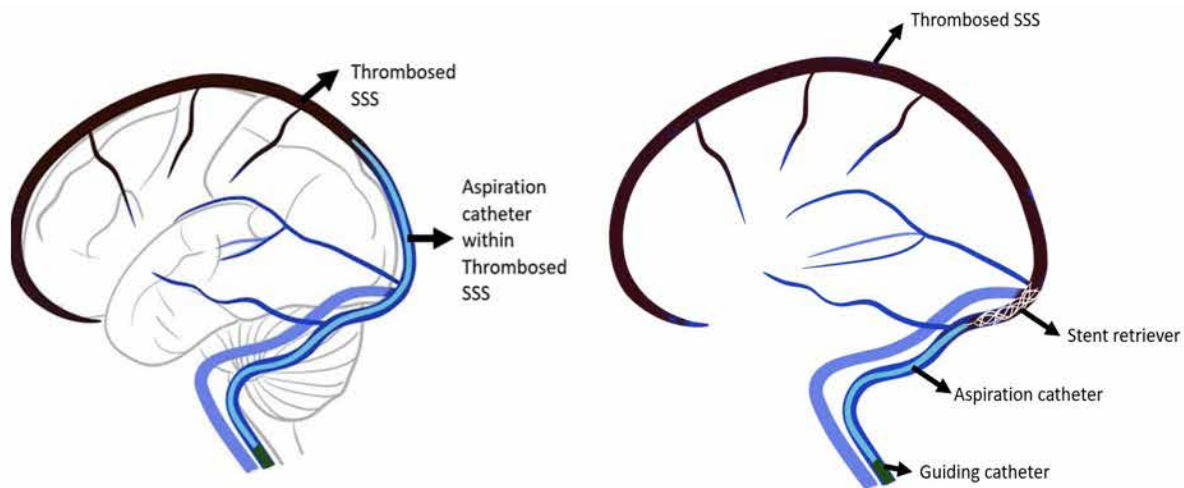 Thrombosed
SSS
Aspiration
catheter
within
Thrombosed
SSS
Thrombosed SSS
Stent retriever
Aspiration catheter
Guiding catheter